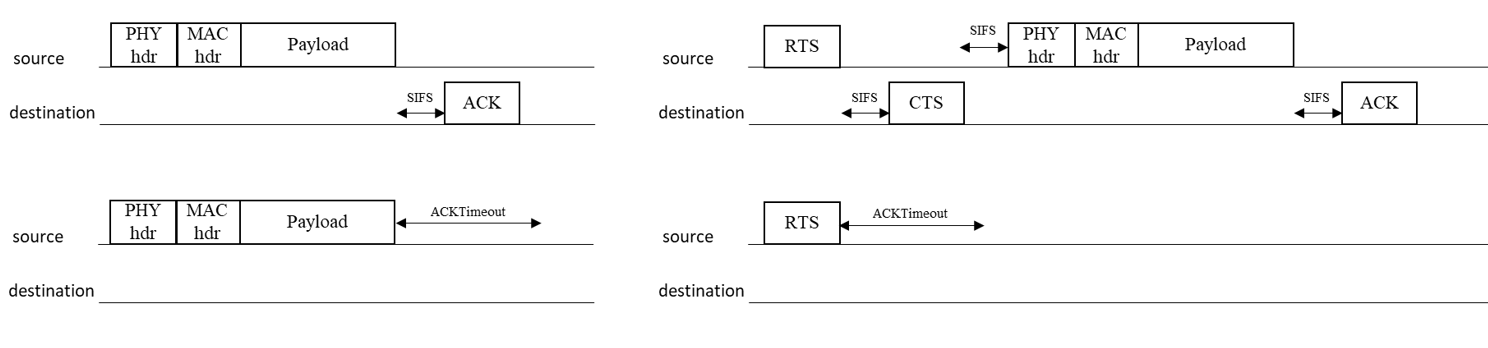 PHY hdr
MAC hdr
Payload
source
SIFS
ACK
destination
RTS
SIFS
PHY hdr
MAC hdr
Payload
source
SIFS
CTS
SIFS
ACK
destination
PHY hdr
MAC hdr
Payload
ACKTimeout
source
destination
RTS
ACKTimeout
source
destination